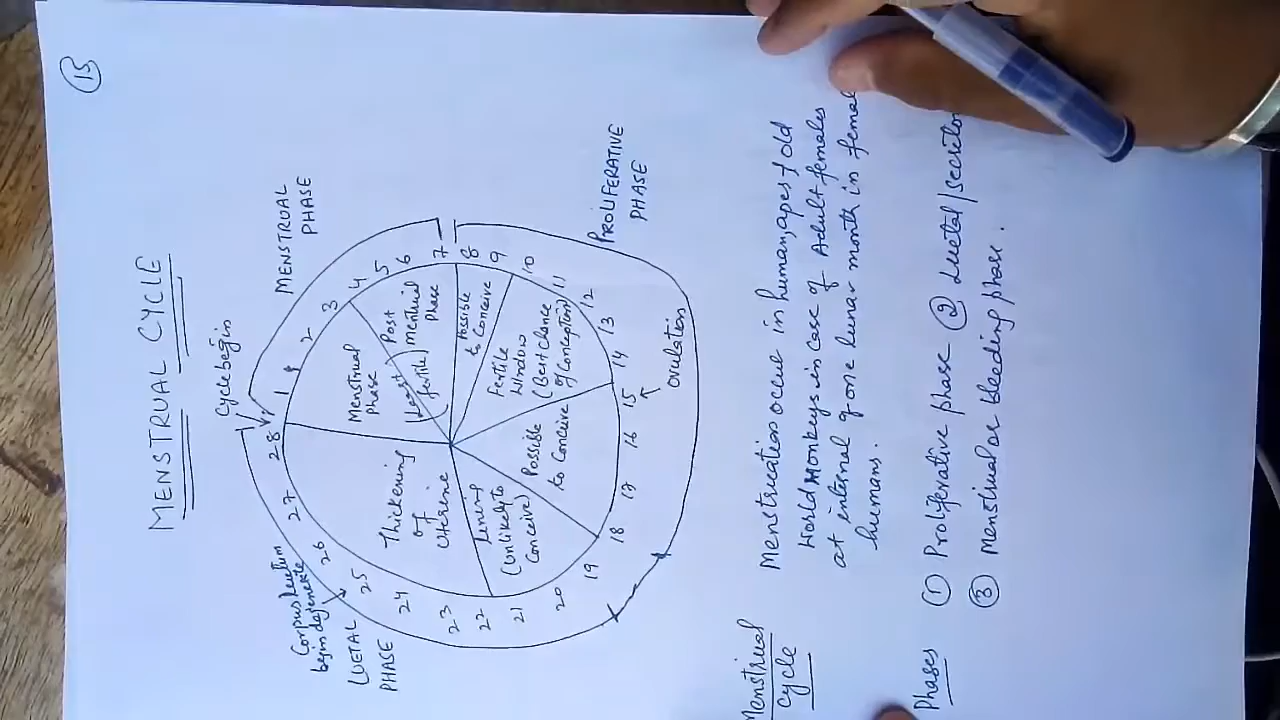 13
MENSTRUAL CYCLE
Cycle begin
MENSTRUAL
PHASE
PROLIFERATIVE
PHASE
1
2
3
4
5
6
7
8
9
10
11
12
13
14
15
16
17
18
19
20
21
22
23
24
25
26
27
28
Menstrual
Phase
Post
menstrual
Phase
(Least
fertile)
Possible
to Conceive
Fertile
Window
(Best chance
of Conception)
ovulation
Possible
to Conceive
(Unlikely to
Conceive)
Thickening
of
Uterine
Corpus luteum
begin degenerate
LUETAL
PHASE
Menstrual
cycle
Menstruation occur in human, apes & old
World Monkeys in case of Adult females
at interval of one lunar month in female
humans.
Phases
① Proliferative phase ② Luetal/secretor
③ Menstrual or bleeding phase.